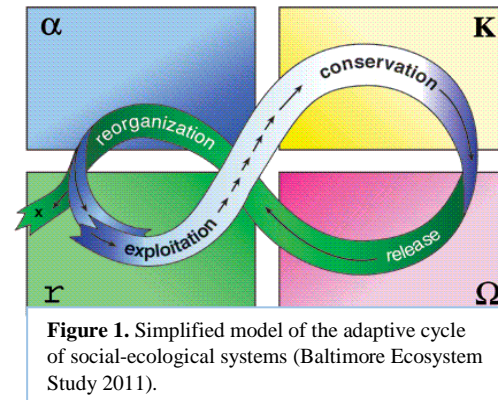 α
K
conservation
reorganization
x
exploitation
release
r
Ω
Figure 1. Simplified model of the adaptive cycle
of social-ecological systems (Baltimore Ecosystem
Study 2011).